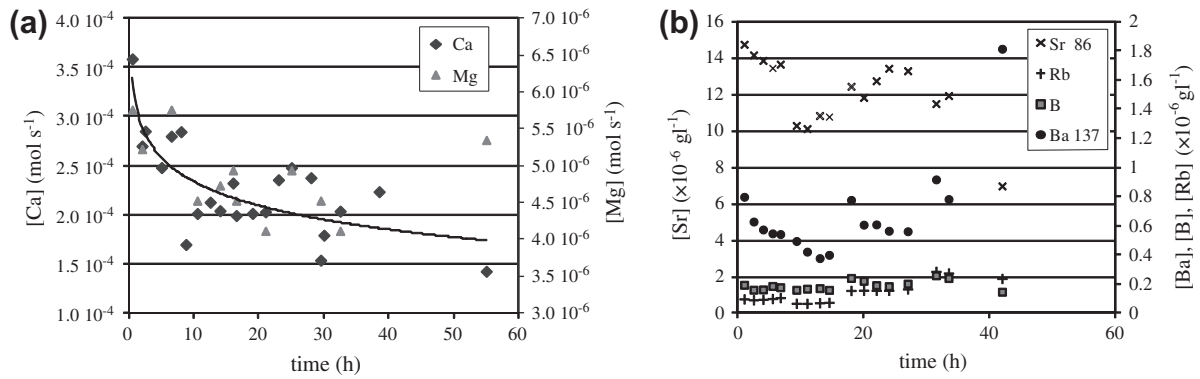 (a)
4.0 10-4
3.5 10-4
3.0 10-4
2.5 10-4
2.0 10-4
1.5 10-4
1.0 10-4
[Ca] (mol s-1)
7.0 10-6
6.5 10-6
6.0 10-6
5.5 10-6
5 10-6
4.5 10-6
4.0 10-6
3.5 10-6
3.0 10-6
[Mg] (mol s-1)
Ca
Mg
0 10 20 30 40 50 60
time (h)
(b)
16
14
12
10
8
6
4
2
0
[Sr] (×10-6 gl-1)
2
1.8
1.6
1.4
1.2
1
0.8
0.6
0.4
0.2
0
[Ba], [B], [Rb] (×10-6 gl-1)
Sr 86
Rb
B
Ba 137
0 20 40 60
time (h)